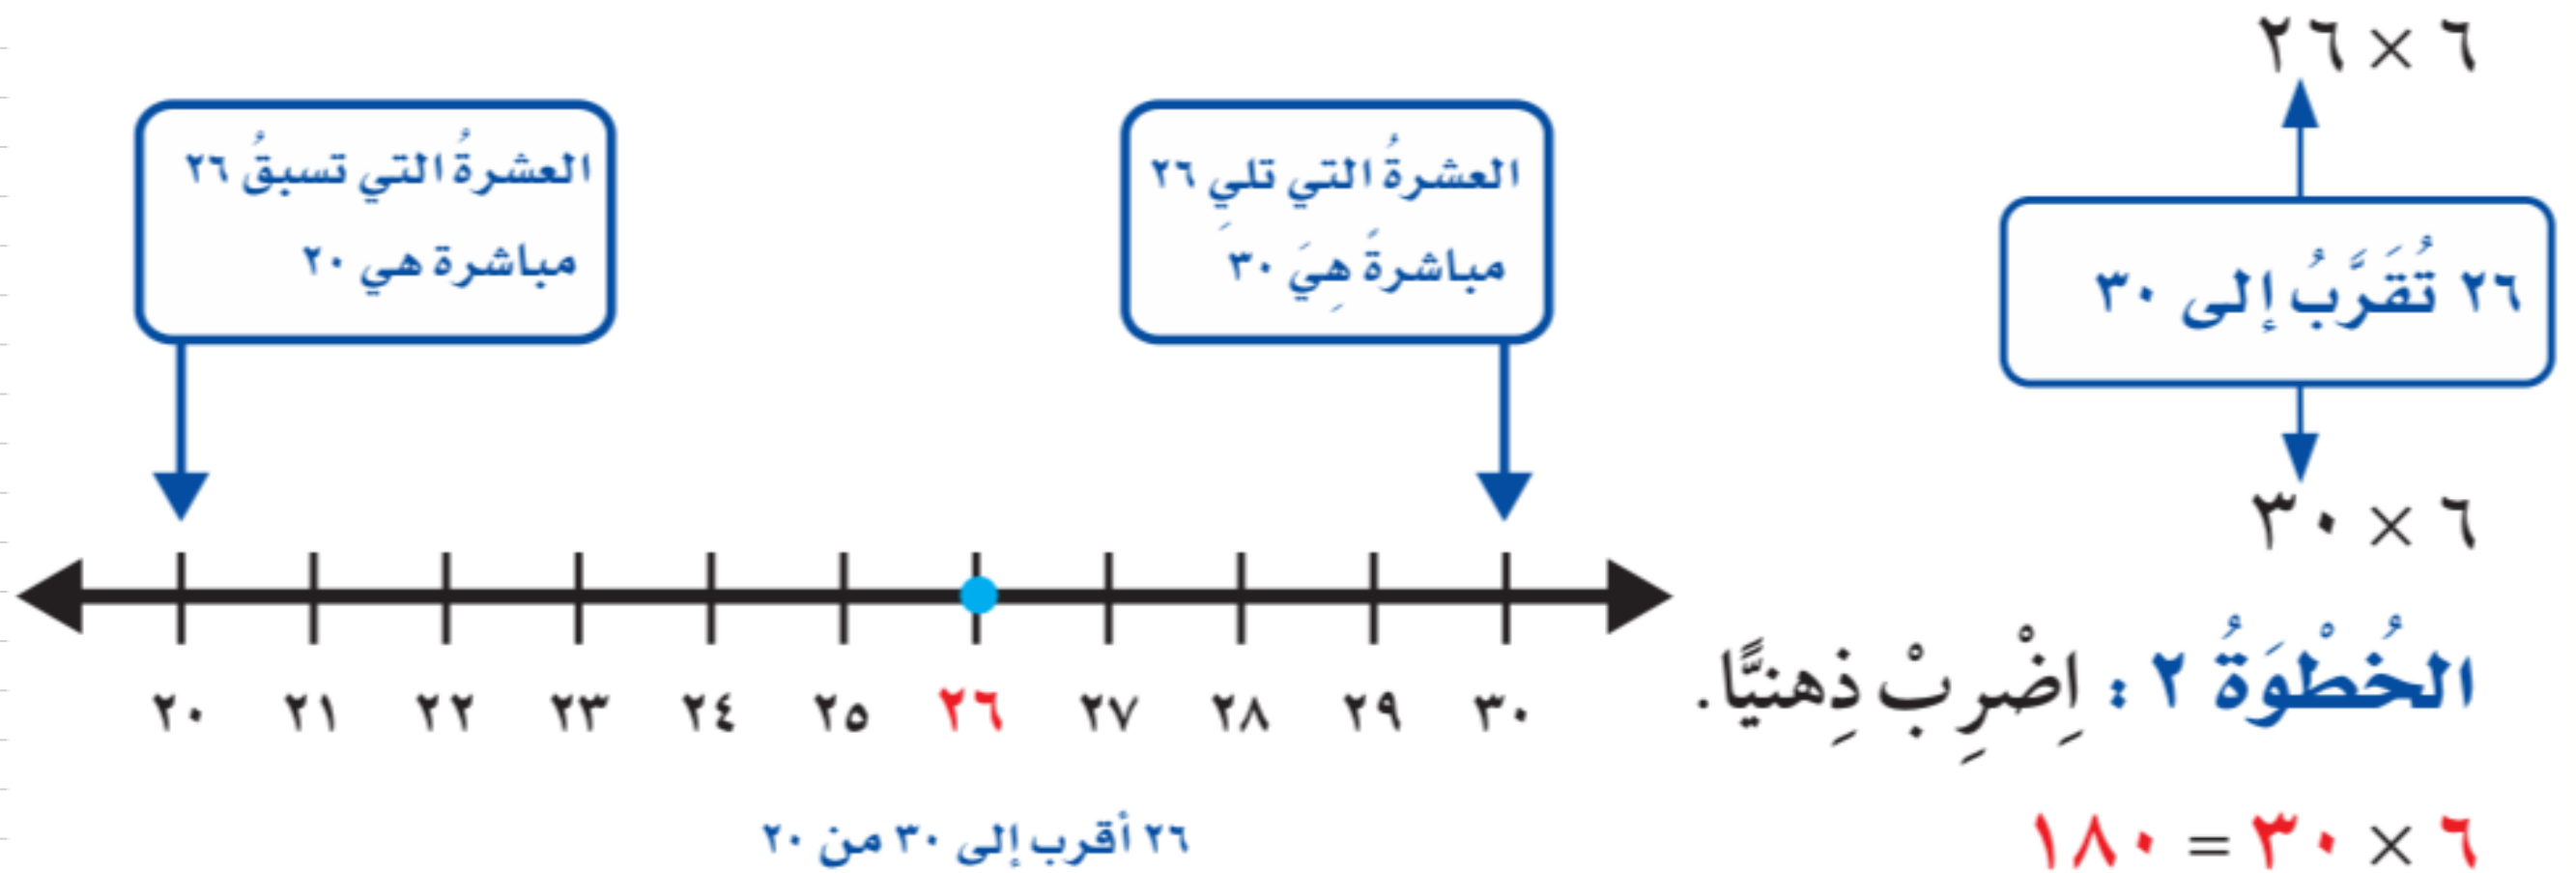 ٦ × ٢٦
العشرةُ التي تسبقُ ٢٦
مباشرة هي ٢٠
العشرةُ التي تليِ ٢٦
مباشرةً هِيَ ٣٠
٢٦ تُقَرَّبُ إلى ٣٠
٦ × ٣٠
٢٠ ٢١ ٢٢ ٢٣ ٢٤ ٢٥ ٢٦ ٢٧ ٢٨ ٢٩ ٣٠
٢٦ أقرب إلى ٣٠ من ٢٠
الخُطْوَةُ ٢ : اِضْرِبْ ذِهنيًّا.
٦ × ٣٠ = ١٨٠